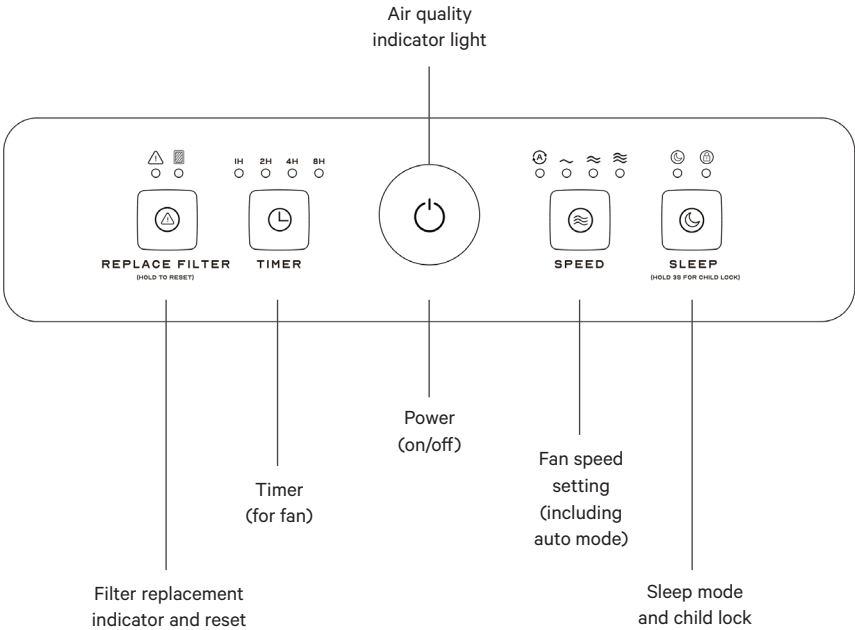 Air quality
indicator light
1H 2H 4H 8H
A
REPLACE FILTER
(HOLD TO RESET)
TIMER
SPEED
SLEEP
(HOLD 3S FOR CHILD LOCK)
Power
(on/off)
Fan speed
setting
(including
auto mode)
Timer
(for fan)
Filter replacement
indicator and reset
Sleep mode
and child lock